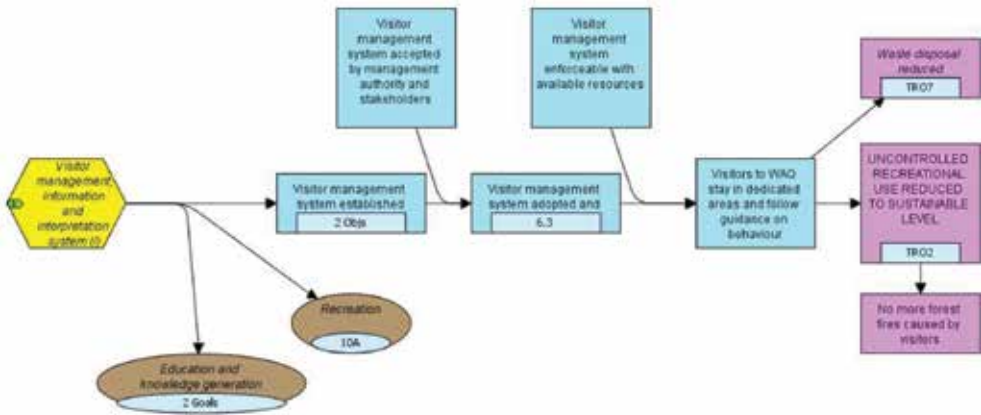 Visitor
management
system accepted
by management
authority and
stakeholders
Visitor
management
system
enforceable with
available resources
Waste disposal
reduced
TRO7
Visitor
management,
information
and
interpretation
system (I)
Visitor management
system established
2 Objs
Visitor management
system adopted and
6.3
Visitors to WAQ
stay in dedicated
areas and follow
guidance on
behaviour
UNCONTROLLED
RECREATIONAL
USE REDUCED
TO SUSTAINABLE
LEVEL
TRO2
Recreation
10A
No more forest
fires caused by
visitors
Education and
knowledge generation
2 Goals